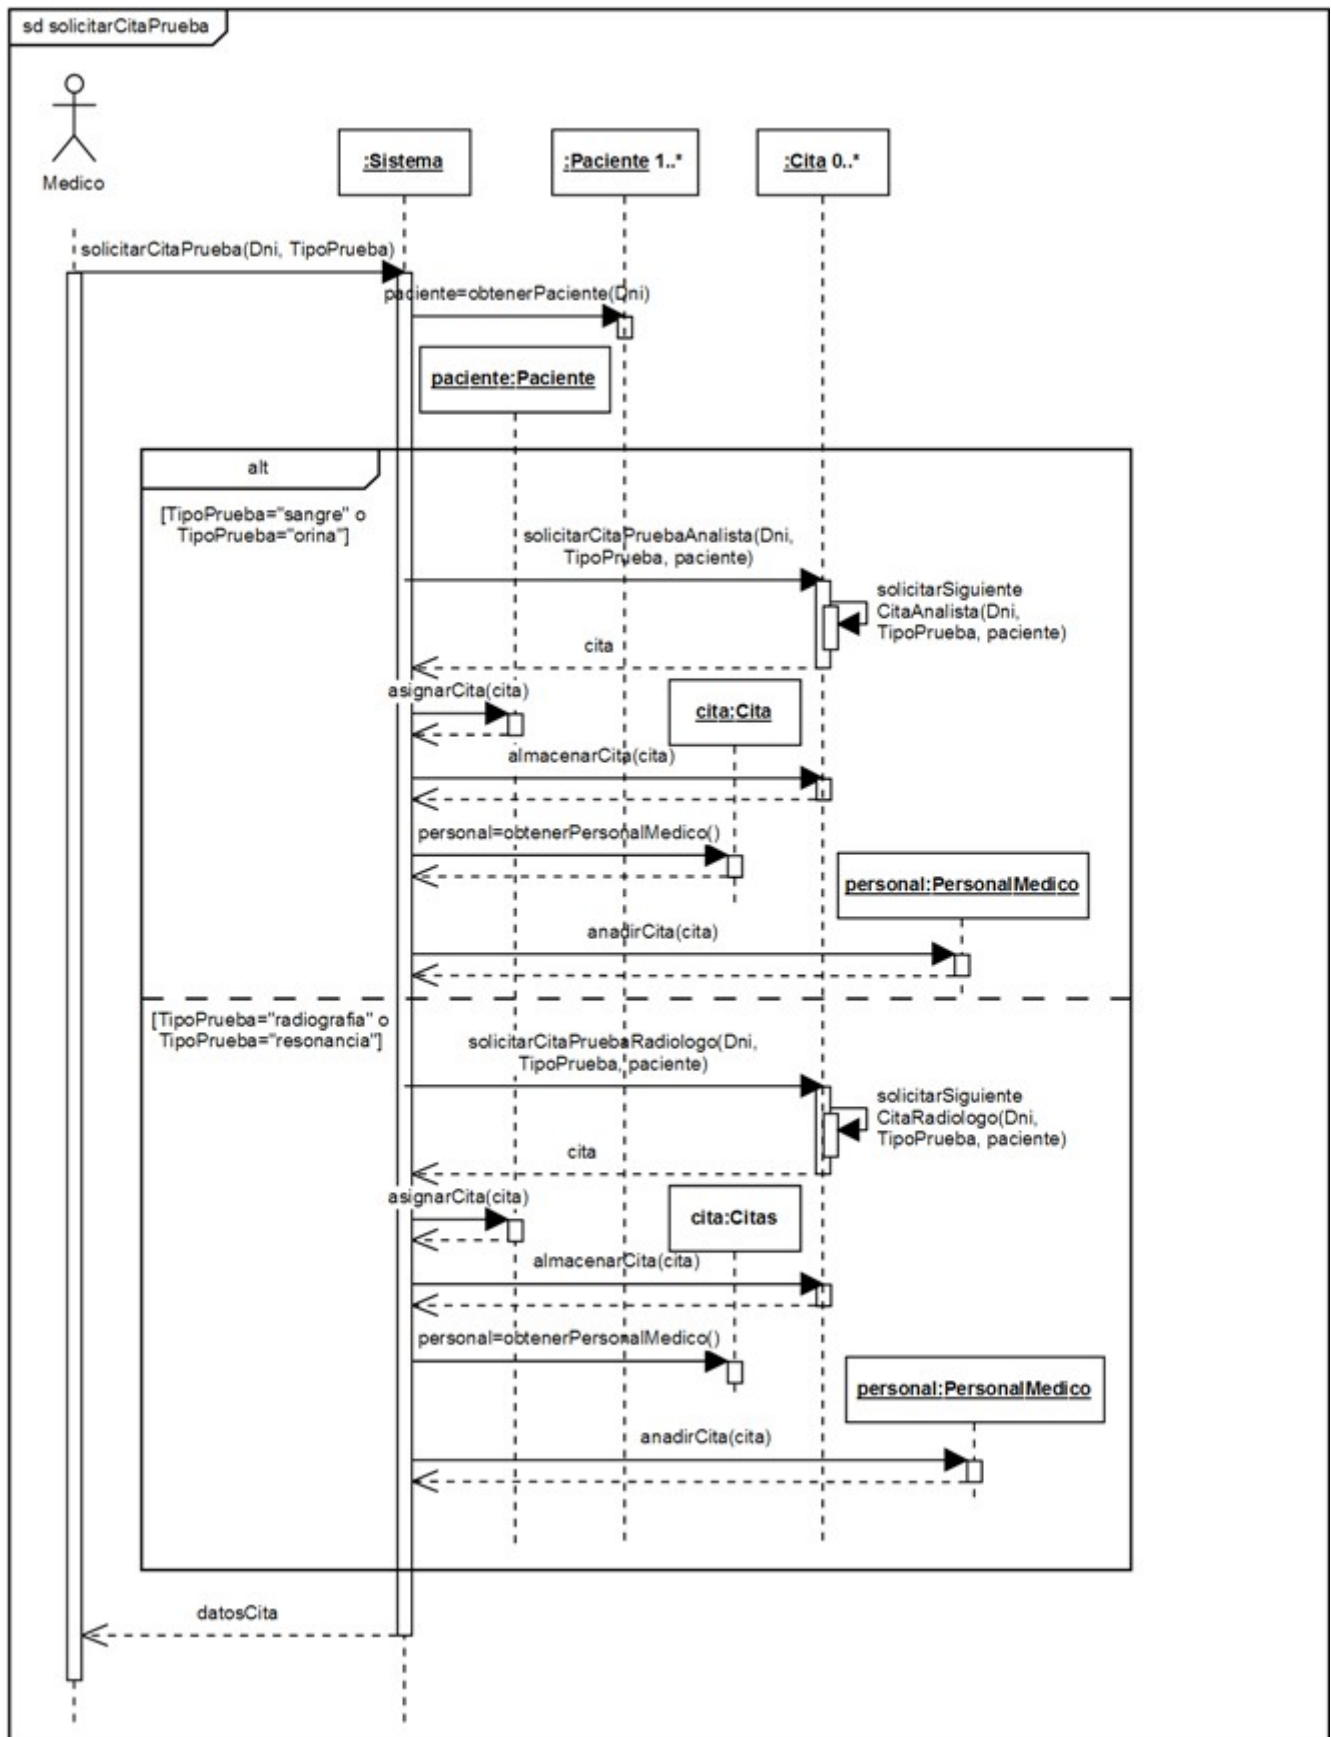 sd solicitarCitaPrueba
Medico
:Sistema
:Paciente 1..*
:Cita 0..*
solicitarCitaPrueba(Dni, TipoPrueba)
paciente=obtenerPaciente(Dni)
paciente:Paciente
alt
[TipoPrueba="sangre" o
TipoPrueba="orina"]
solicitarCitaPruebaAnalista(Dni,
TipoPrueba, paciente)
solicitarSiguiente
CitaAnalista(Dni,
TipoPrueba, paciente)
cita
asignarCita(cita)
cita:Cita
almacenarCita(cita)
personal=obtenerPersonalMedico()
personal:PersonalMedico
anadirCita(cita)
[TipoPrueba="radiografia" o
TipoPrueba="resonancia"]
solicitarCitaPruebaRadiologo(Dni,
TipoPrueba, paciente)
solicitarSiguiente
CitaRadiologo(Dni,
TipoPrueba, paciente)
cita
asignarCita(cita)
cita:Citas
almacenarCita(cita)
personal=obtenerPersonalMedico()
personal:PersonalMedico
anadirCita(cita)
datosCita